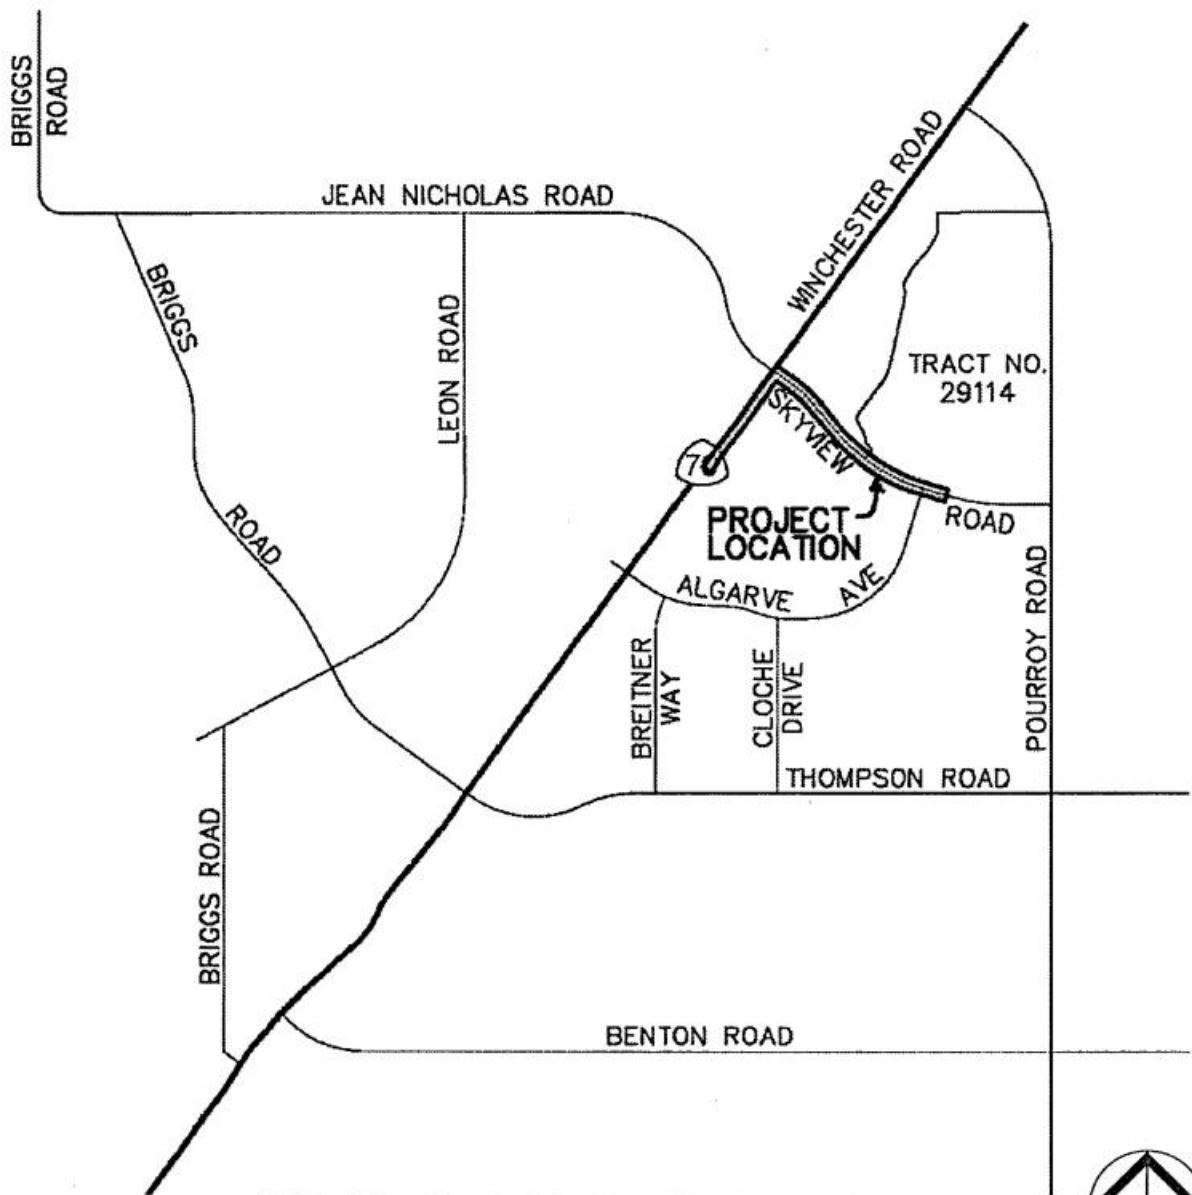 BRIGGS
ROAD
JEAN NICHOLAS ROAD
WINCHESTER ROAD
BRIGGS
ROAD
LEON ROAD
TRACT NO.
29114
SKYVIEW
ROAD
7
PROJECT
LOCATION
ALGARVE AVE
POURROY ROAD
BREITNER
WAY
CLOCHE
DRIVE
THOMPSON ROAD
BRIGGS ROAD
BENTON ROAD